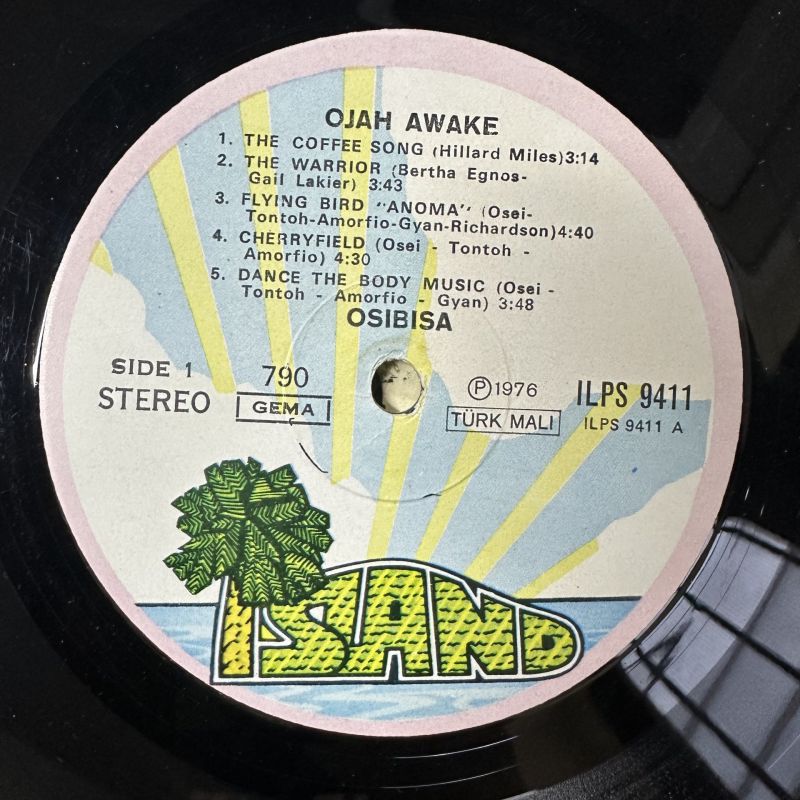 OJAH AWAKE
1. THE COFFEE SONG (Hillard Miles)3:14
2. THE WARRIOR (Bertha Egnos-
Gail Lakier) 3:43
3. FLYING BIRD "ANOMA" (Osei-
Tontoh-Amorfio-Gyan-Richardson)4:40
4. CHERRYFIELD (Osei - Tontoh -
Amorfio) 4:30
5. DANCE THE BODY MUSIC (Osei -
Tontoh - Amorfio - Gyan) 3:48
OSIBISA
SIDE 1
STEREO
790
GEMA
Ⓟ1976
TÜRK MALI
ILPS 9411
ILPS 9411 A
ISLAND